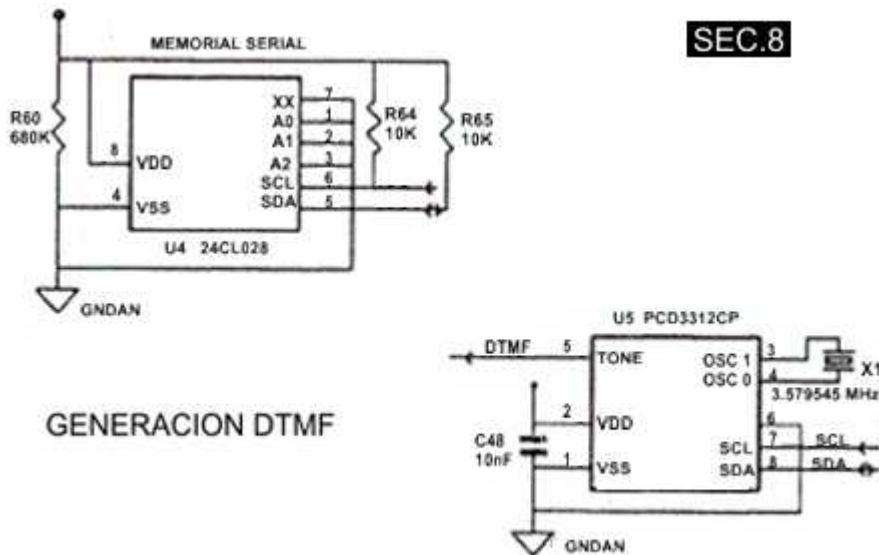 SEC.8
MEMORIAL SERIAL
R60
680K
8 VDD
4 VSS
XX 7
A0 1
A1 2
A2 3
SCL 6
SDA 5
R64
10K
R65
10K
U4 24CL028
GNDAN
GENERACION DTMF
U5 PCD3312CP
DTMF 5 TONE
OSC 1 3
OSC 0 4
X1
3.579545 MHz
2 VDD
C48
10nF
1 VSS
6
SCL 7 SCL
SDA 8 SDA
GNDAN